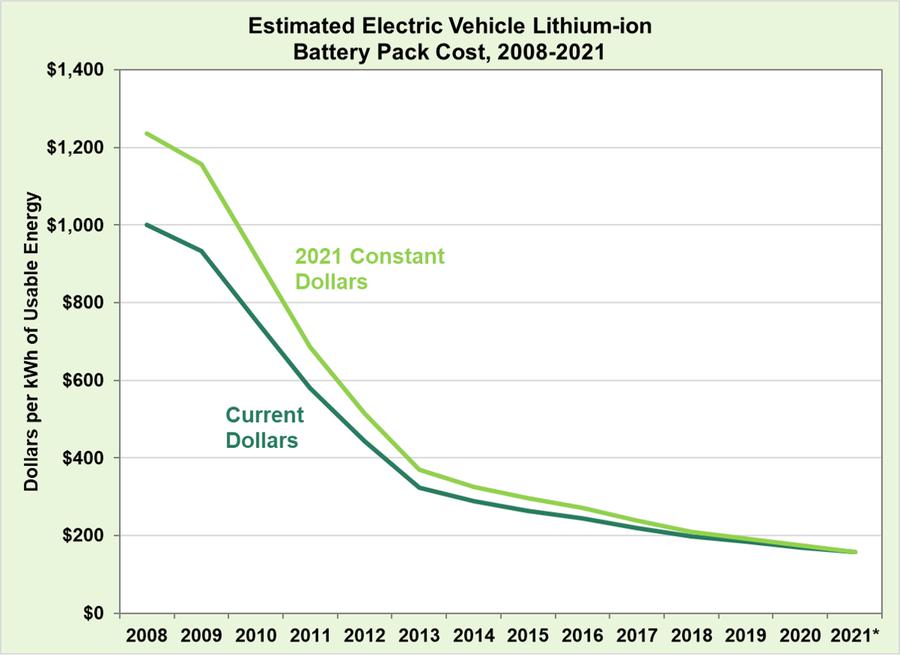 Estimated Electric Vehicle Lithium-ion
Battery Pack Cost, 2008-2021
$1,400
$1,200
$1,000
$800
$600
$400
$200
$0
Dollars per kWh of Usable Energy
2021 Constant
Dollars
Current
Dollars
2008 2009 2010 2011 2012 2013 2014 2015 2016 2017 2018 2019 2020 2021*